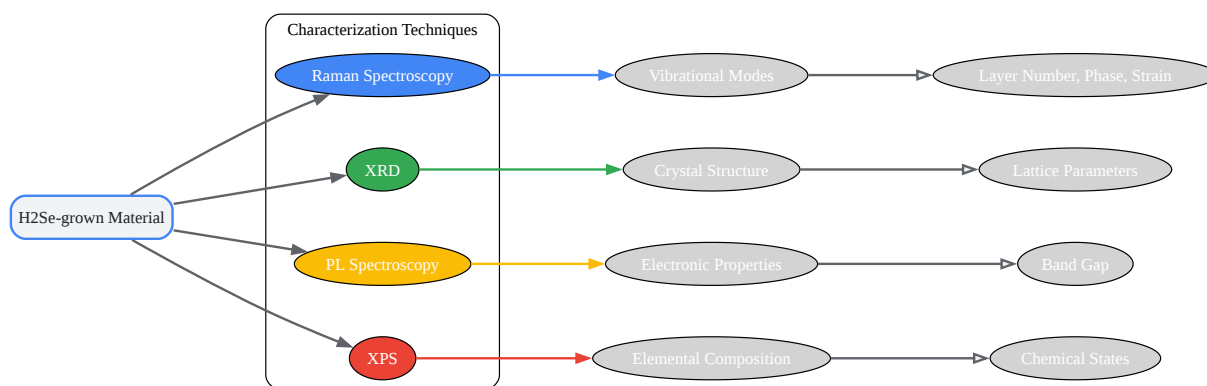 Characterization Techniques
Raman Spectroscopy
Vibrational Modes
Layer Number, Phase, Strain
XRD
Crystal Structure
Lattice Parameters
H2Se-grown Material
PL Spectroscopy
Electronic Properties
Band Gap
XPS
Elemental Composition
Chemical States